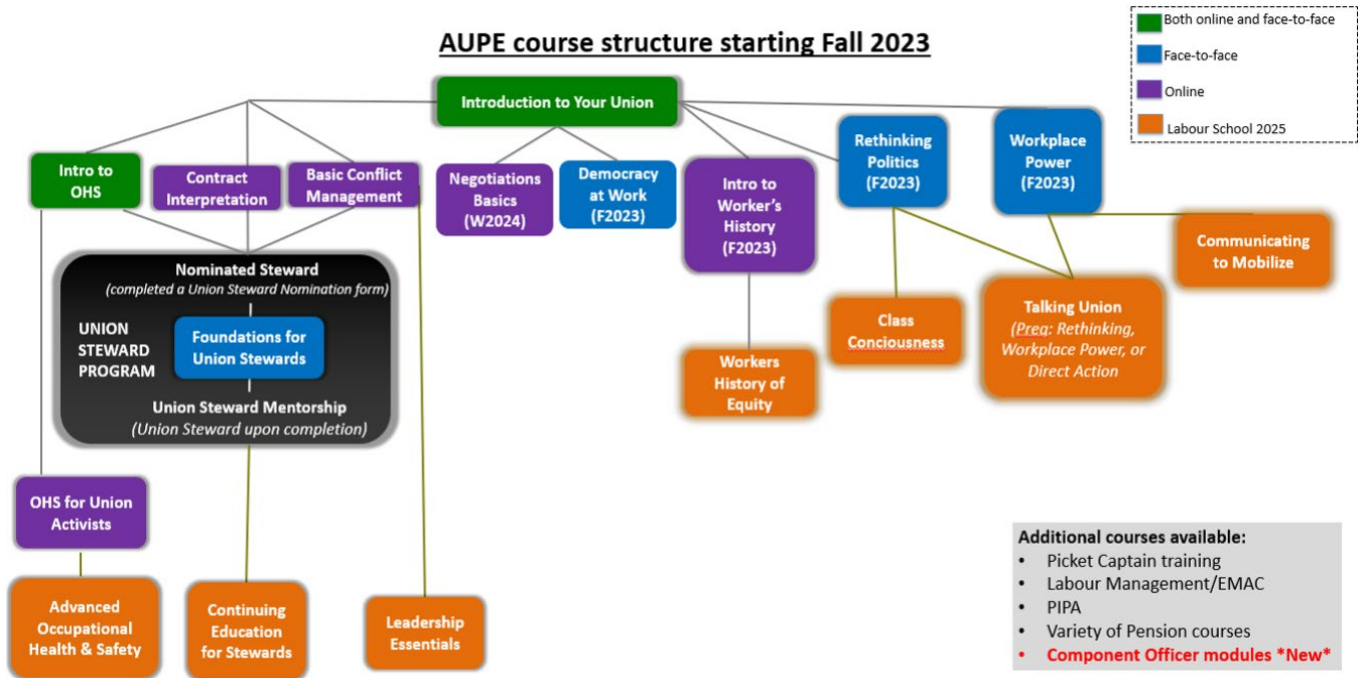 AUPE course structure starting Fall 2023
Both online and face-to-face
Face-to-face
Online
Labour School 2025
Introduction to Your Union
Intro to
OHS
Contract
Interpretation
Basic Conflict
Management
Negotiations
Basics
(W2024)
Democracy
at Work
(F2023)
Intro to
Worker's
History
(F2023)
Rethinking
Politics
(F2023)
Workplace
Power
(F2023)
Communicating
to Mobilize
Nominated Steward
(completed a Union Steward Nomination form)
UNION
STEWARD
PROGRAM
Foundations for
Union Stewards
Union Steward Mentorship
(Union Steward upon completion)
Class
Conciousness
Talking Union
(Preq: Rethinking,
Workplace Power, or
Direct Action
Workers
History of
Equity
OHS for Union
Activists
Advanced
Occupational
Health & Safety
Continuing
Education
for Stewards
Leadership
Essentials
Additional courses available:
• Picket Captain training
• Labour Management/EMAC
• PIPA
• Variety of Pension courses
• Component Officer modules *New*